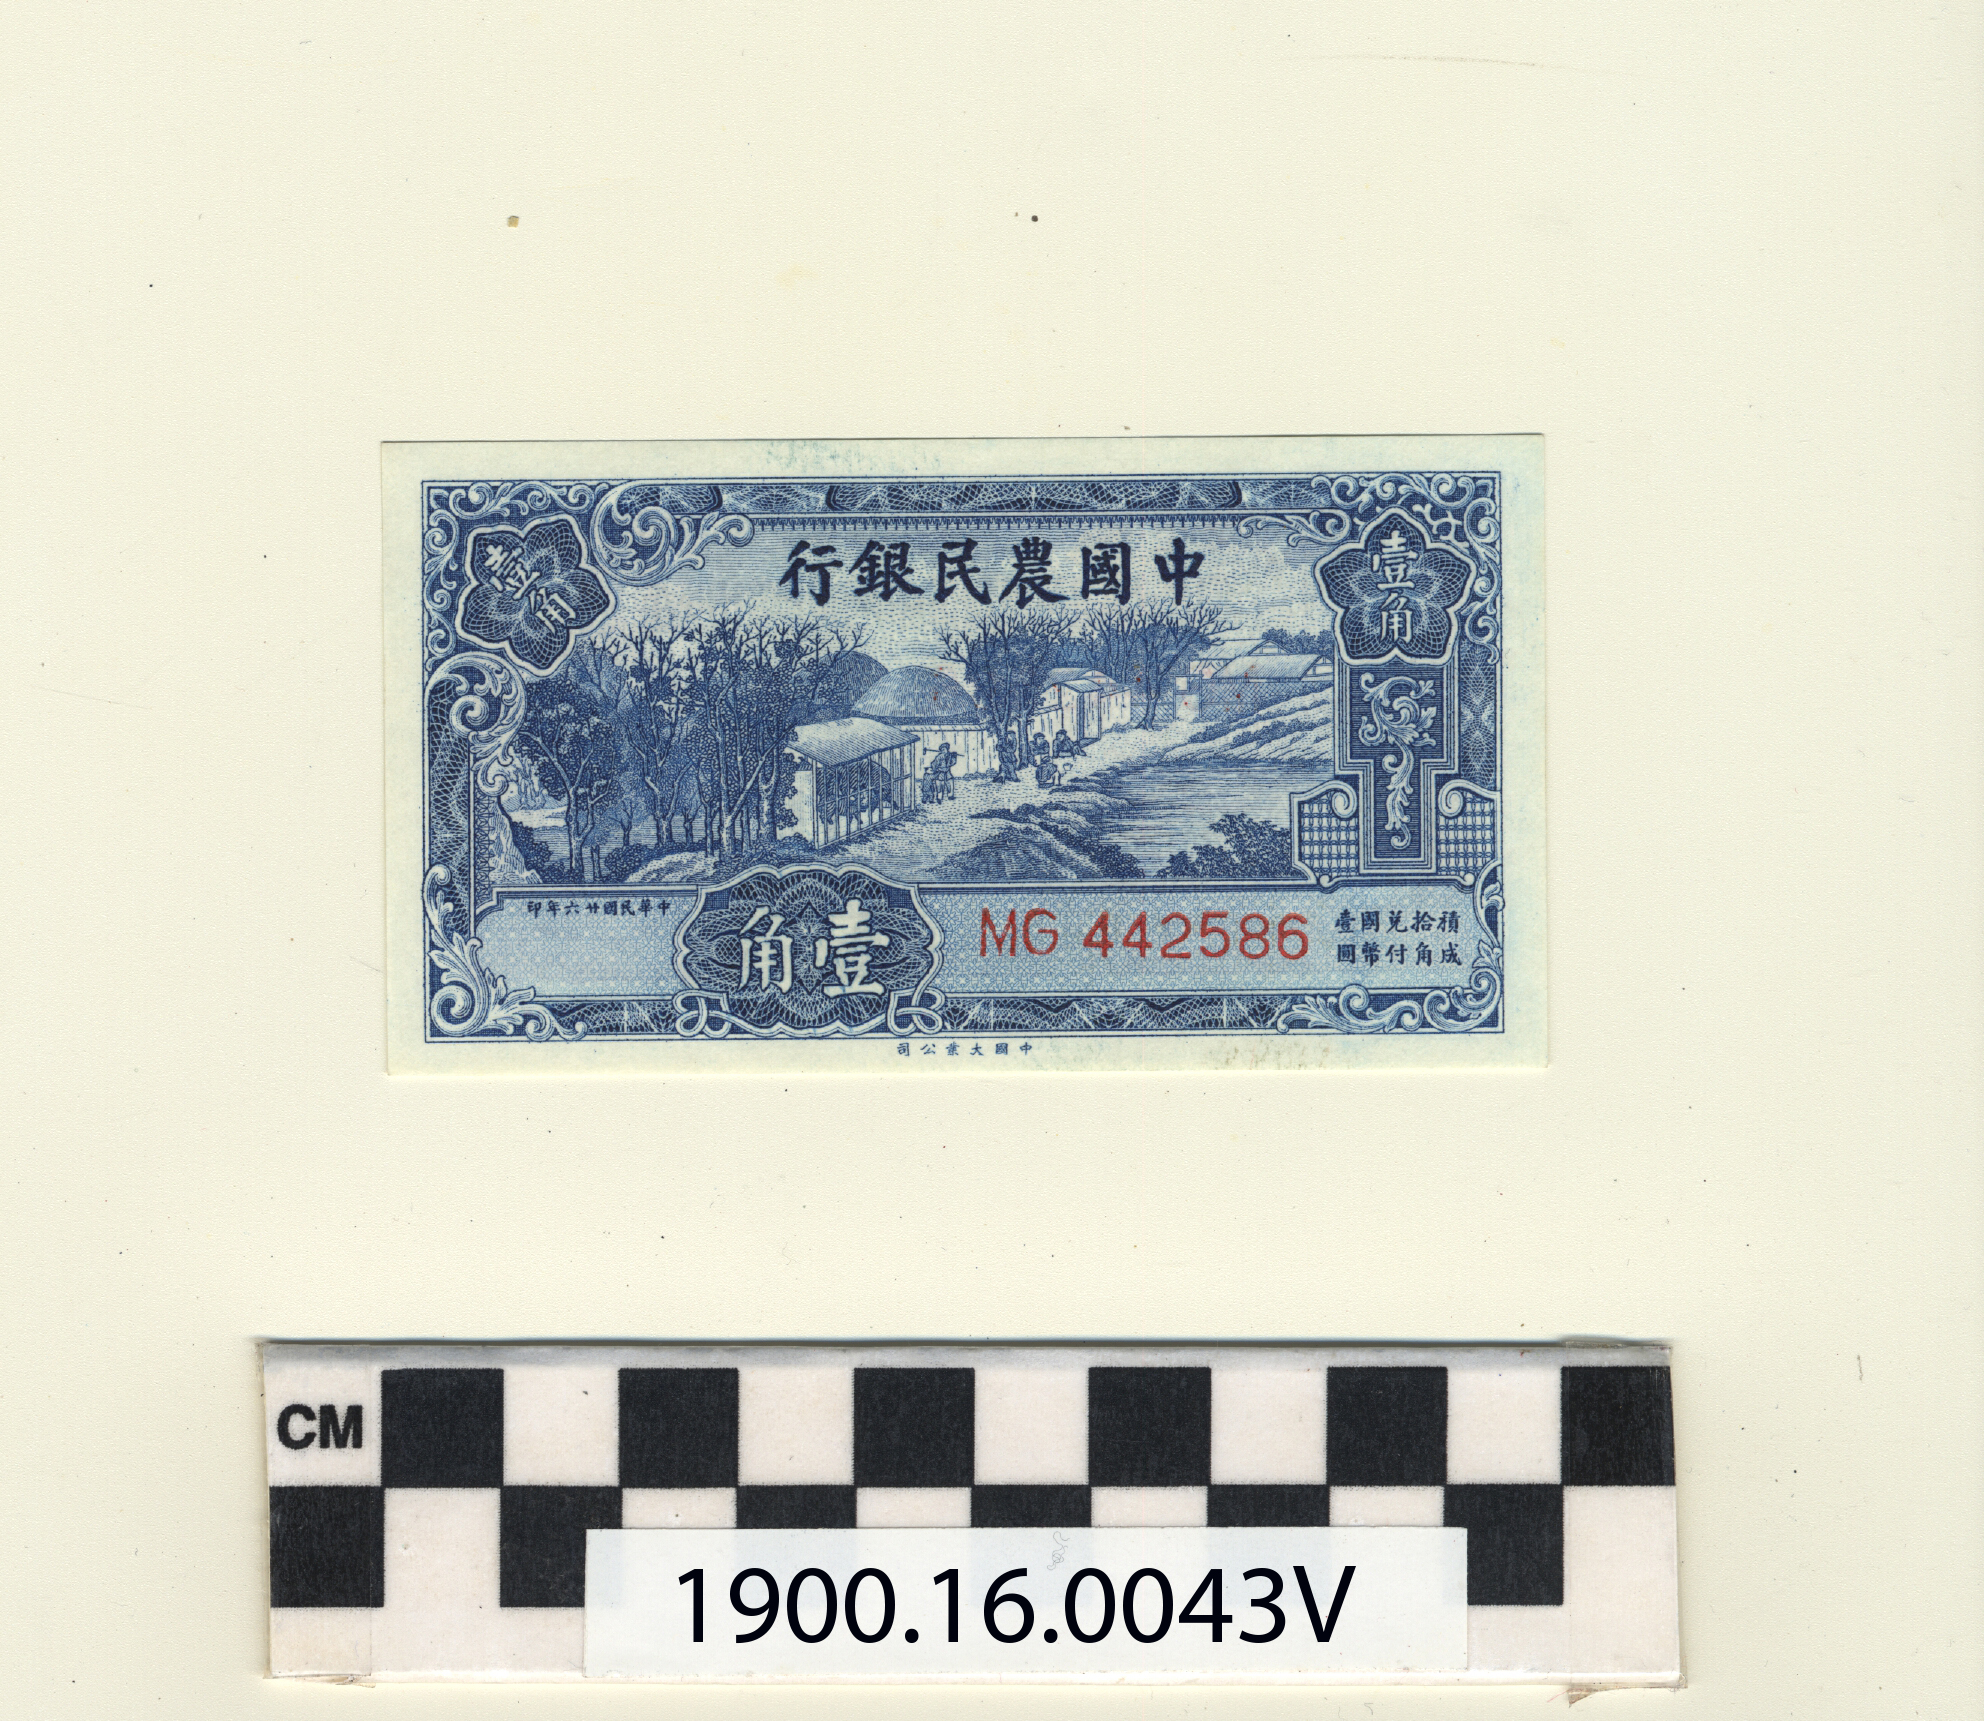 中國農民銀行
壹角
壹角
中華民國廿六年印
壹角
MG 442586
積拾兌國壹
成角付幣圓
中國大業公司
CM
1900.16.0043V